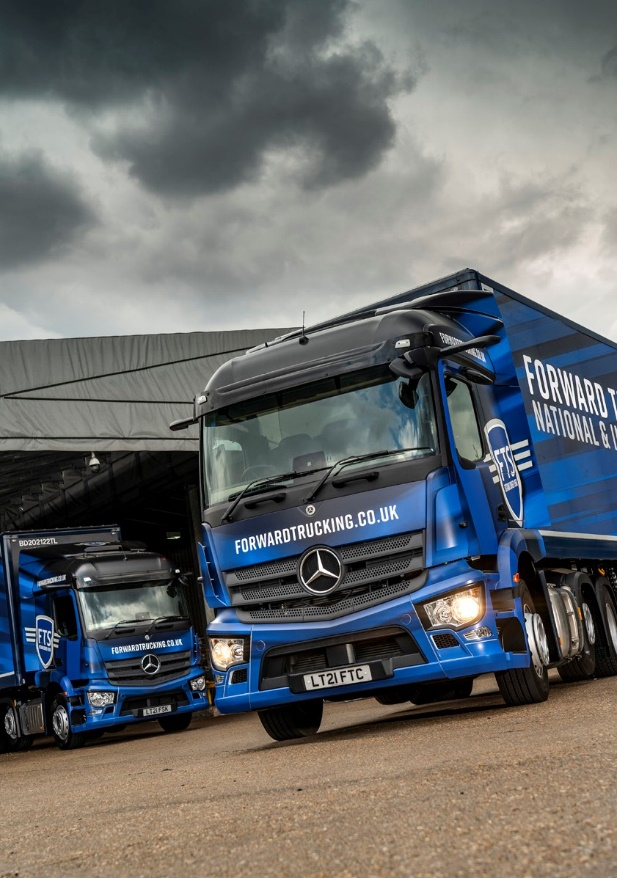 FORWARD T
NATIONAL & I
FTS
FORWARDTRUCKING.CO.UK
LT21 FTC
BD202122TL
FTS
FORWARDTRUCKING.CO.UK